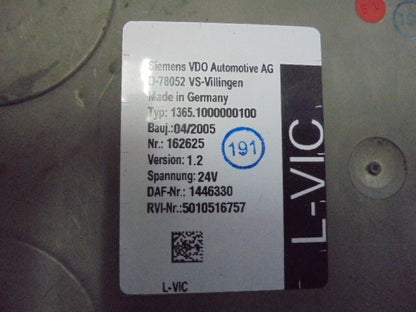 Siemens VDO Automotive AG
D-78052 VS-Villingen
Made in Germany
Typ: 1365.1000000100
Bauj.:04/2005
Nr.: 162625
191
Version: 1.2
Spannung: 24V
DAF-Nr.: 1446330
RVI-Nr.:5010516757
L-VIC
L-VIC